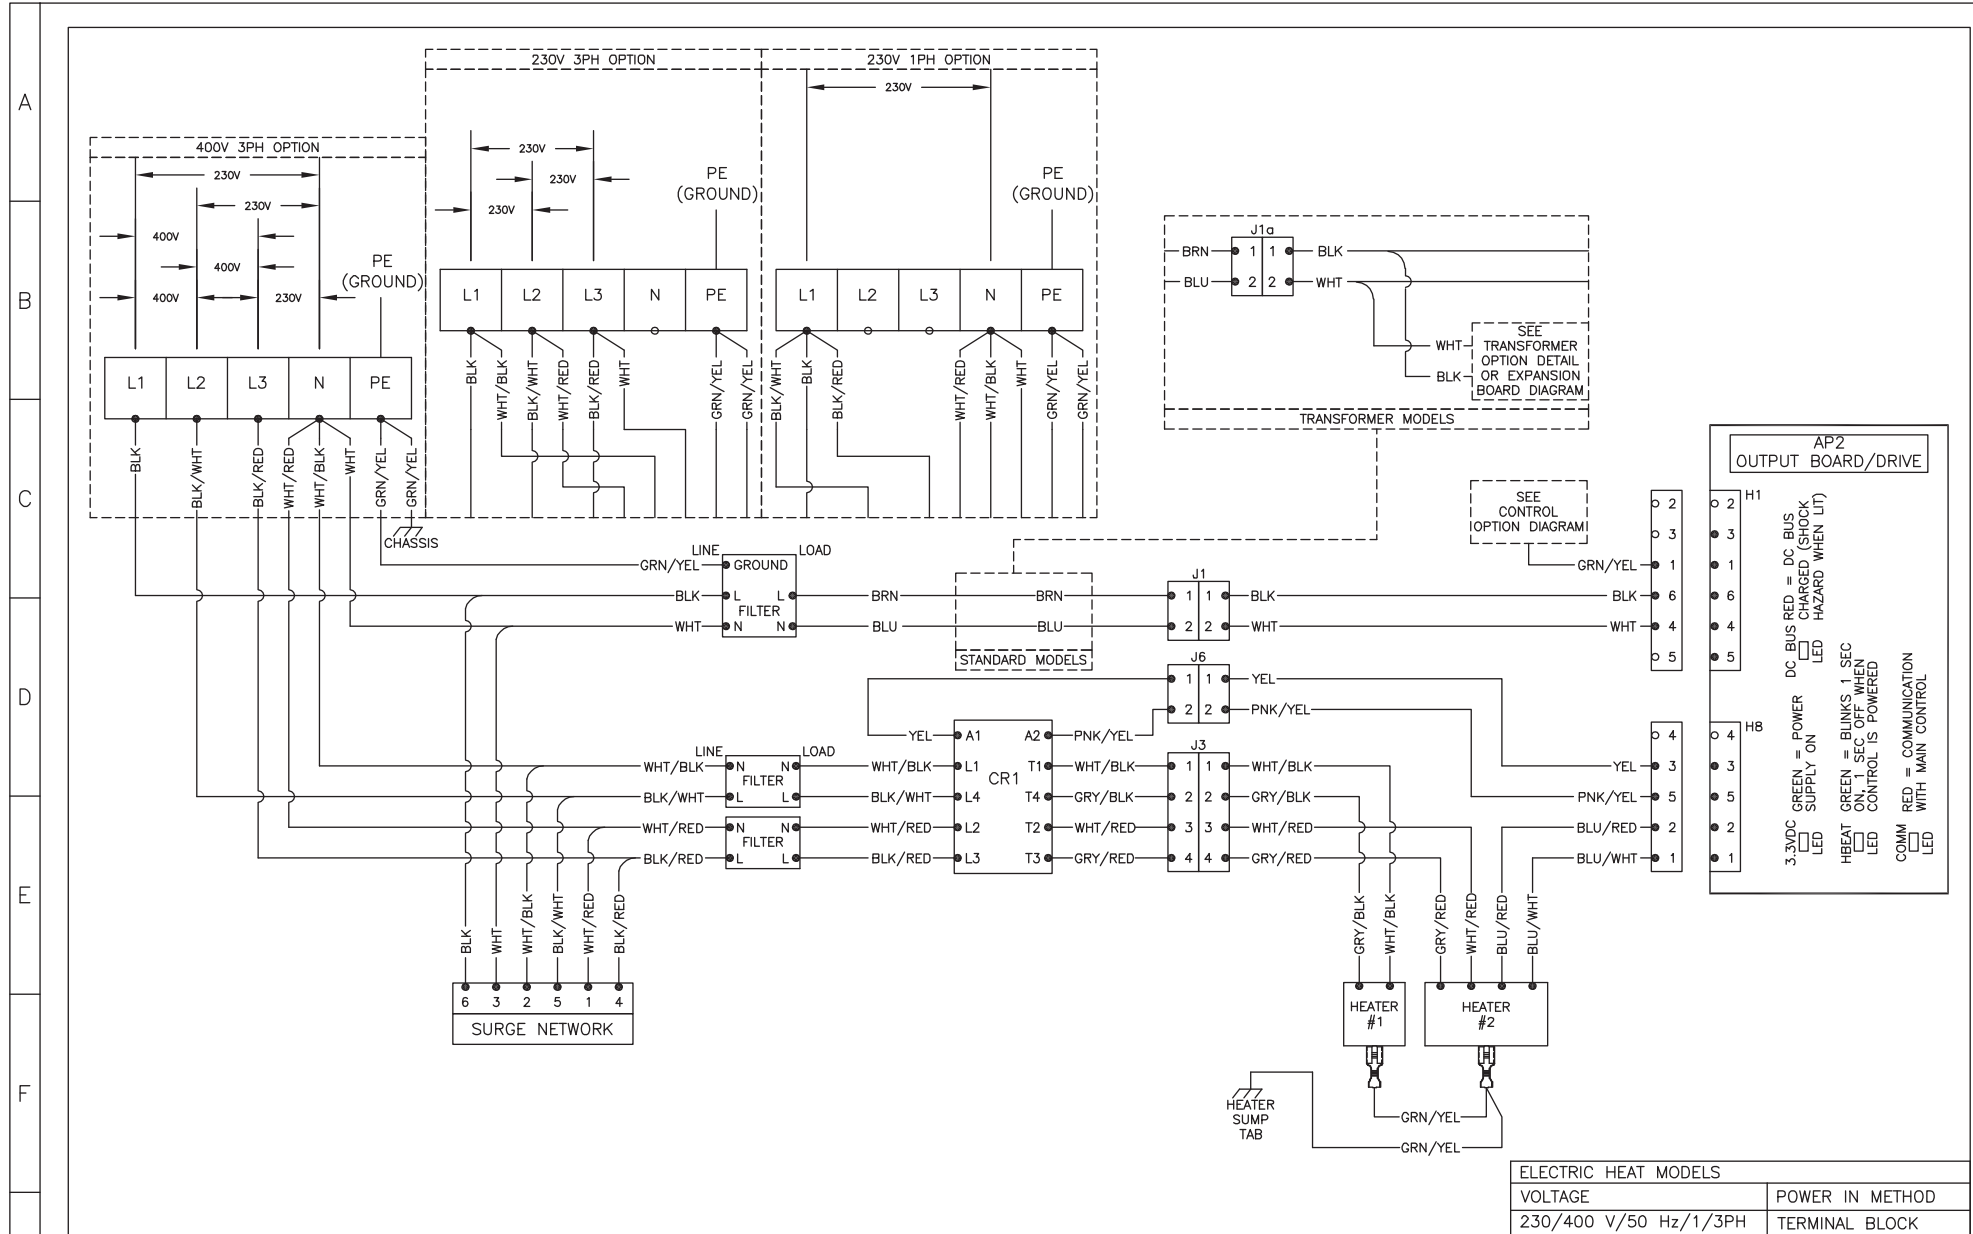 A
B
C
D
E
F
400V 3PH OPTION
230V
230V
400V
400V
400V
230V
PE
(GROUND)
L1 L2 L3 N PE
BLK
BLK/WHT
BLK/RED
WHT/RED
WHT/BLK
WHT
GRN/YEL
GRN/YEL
CHASSIS
230V 3PH OPTION
230V
230V
230V
PE
(GROUND)
L1 L2 L3 N PE
BLK
WHT/BLK
BLK/WHT
WHT/RED
BLK/RED
WHT
GRN/YEL
GRN/YEL
230V 1PH OPTION
230V
PE
(GROUND)
L1 L2 L3 N PE
BLK/WHT
BLK
BLK/RED
WHT/RED
WHT/BLK
WHT
GRN/YEL
GRN/YEL
J1a
BRN 1 1 BLK
BLU 2 2 WHT
WHT
BLK
SEE
TRANSFORMER
OPTION DETAIL
OR EXPANSION
BOARD DIAGRAM
TRANSFORMER MODELS
SEE
CONTROL
OPTION DIAGRAM
LINE LOAD
GRN/YEL GROUND
BLK L L BRN BRN
FILTER
WHT N N BLU BLU
STANDARD MODELS
J1
1 1 BLK
2 2 WHT
J6
1 1 YEL
2 2 PNK/YEL
LINE LOAD
WHT/BLK N N WHT/BLK
FILTER
BLK/WHT L L BLK/WHT
WHT/RED N N WHT/RED
FILTER
BLK/RED L L BLK/RED
CR1
YEL A1 A2 PNK/YEL
L1 T1 WHT/BLK
L4 T4 GRY/BLK
L2 T2 WHT/RED
L3 T3 GRY/RED
J3
1 1 WHT/BLK
2 2 GRY/BLK
3 3 WHT/RED
4 4 GRY/RED
2
3
GRN/YEL 1
BLK 6
WHT 4
5
4
YEL 3
PNK/YEL 5
BLU/RED 2
BLU/WHT 1
AP2
OUTPUT BOARD/DRIVE
H1
2
3
1
6
4
5
H8
4
3
5
2
1
DC BUS RED = DC BUS
LED CHARGED (SHOCK
HAZARD WHEN LIT)
3.3VDC GREEN = POWER
LED SUPPLY ON
HBEAT GREEN = BLINKS 1 SEC
LED ON, 1 SEC OFF WHEN
CONTROL IS POWERED
COMM RED = COMMUNICATION
LED WITH MAIN CONTROL
BLK
WHT
WHT/BLK
BLK/WHT
WHT/RED
BLK/RED
6 3 2 5 1 4
SURGE NETWORK
GRY/BLK
WHT/BLK
GRY/RED
WHT/RED
BLU/RED
BLU/WHT
HEATER
#1
HEATER
#2
HEATER
SUMP
TAB
GRN/YEL
GRN/YEL
ELECTRIC HEAT MODELS
VOLTAGE POWER IN METHOD
230/400 V/50 Hz/1/3PH TERMINAL BLOCK